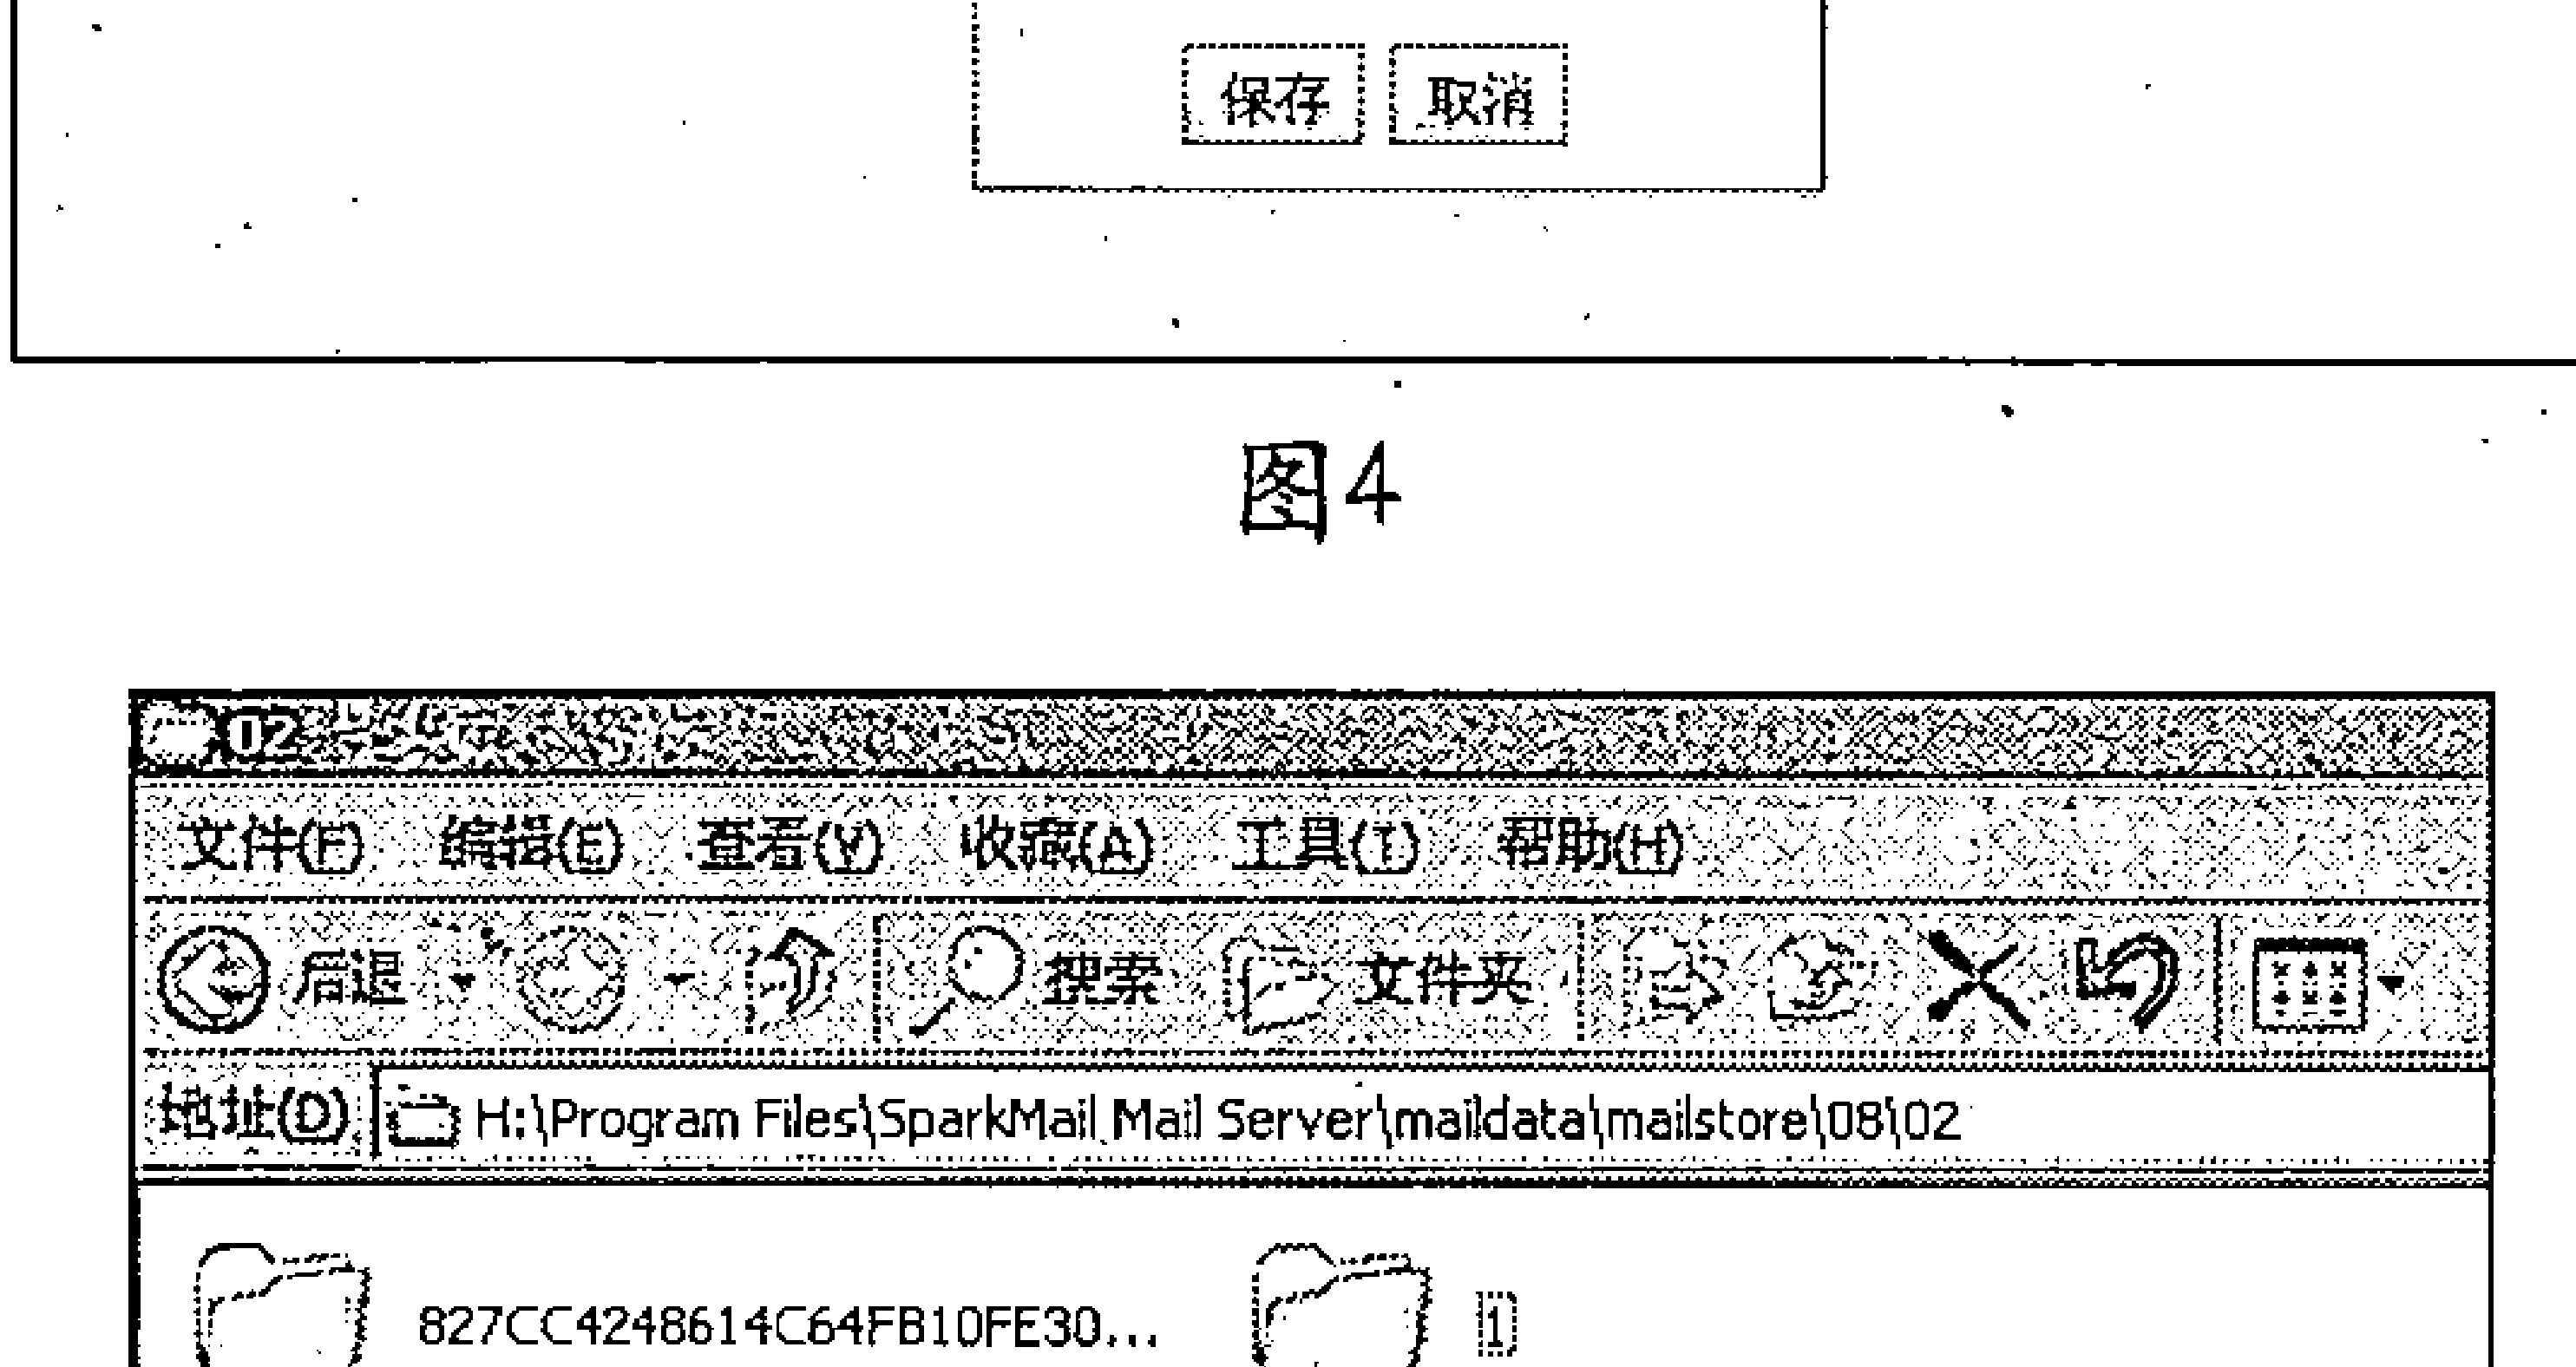 保存 取消
图4
02
文件(F) 编辑(E) 查看(V) 收藏(A) 工具(T) 帮助(H)
后退 搜索 文件夹
地址(D) H:\Program Files\SparkMail Mail Server\maildata\mailstore\08\02
827CC4248614C64FB10FE30... 1